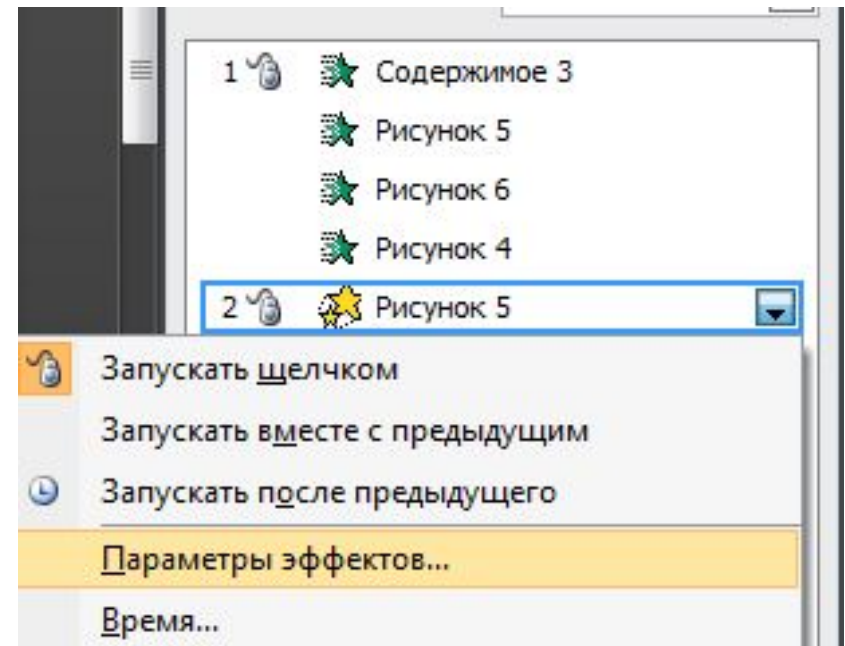 1 Содержимое 3
Рисунок 5
Рисунок 6
Рисунок 4
2 Рисунок 5
Запускать щелчком
Запускать вместе с предыдущим
Запускать после предыдущего
Параметры эффектов...
Время...